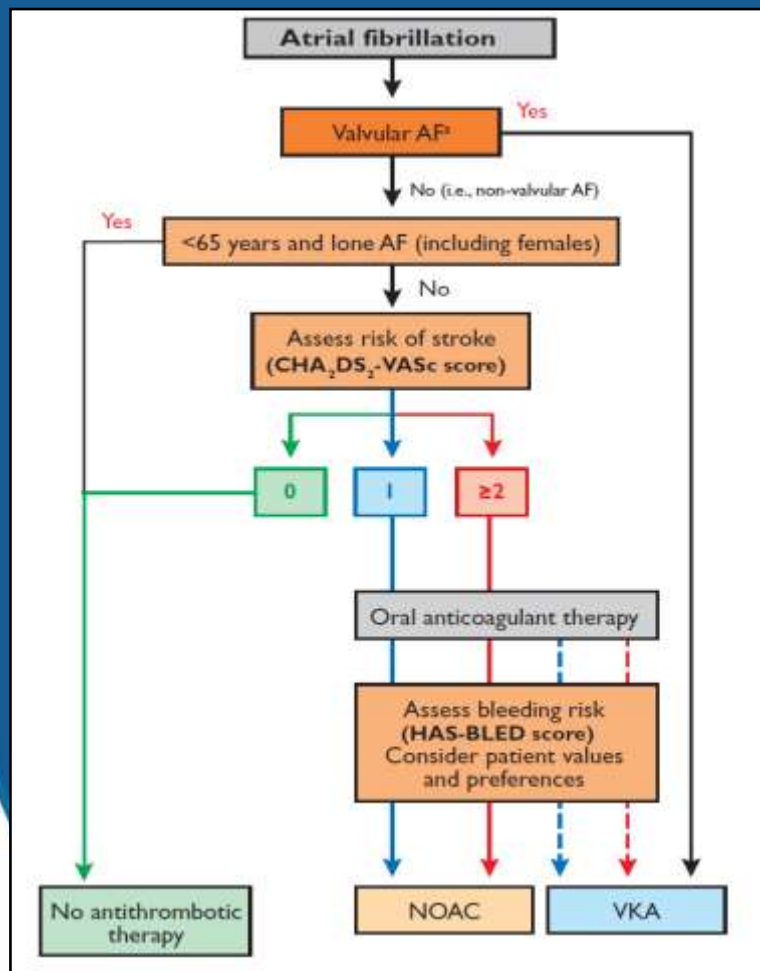 Atrial fibrillation
Valvular AFª
Yes
No (i.e., non-valvular AF)
Yes
<65 years and lone AF (including females)
No
Assess risk of stroke
(CHA₂DS₂-VASc score)
0
1
≥2
Oral anticoagulant therapy
Assess bleeding risk
(HAS-BLED score)
Consider patient values
and preferences
No antithrombotic
therapy
NOAC
VKA